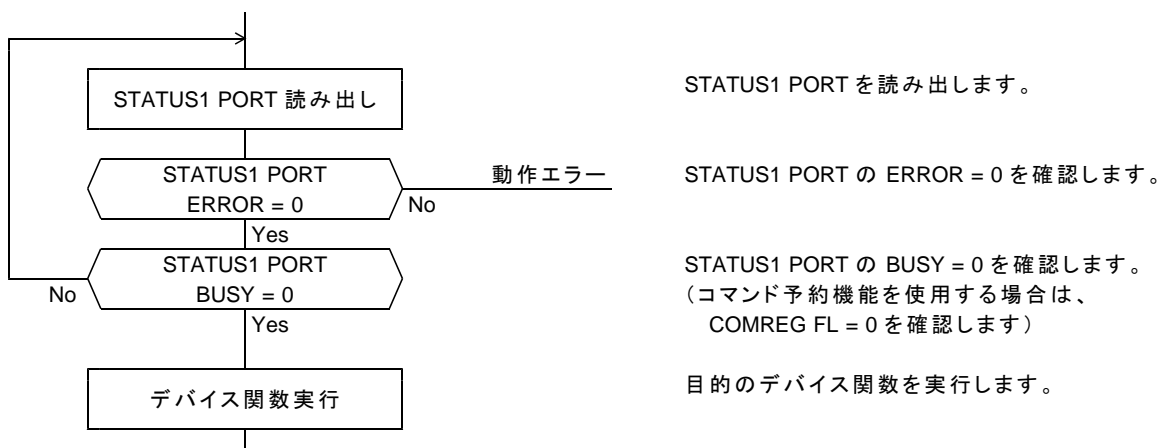 STATUS1 PORT 読み出し
STATUS1 PORT を読み出します。
STATUS1 PORT
ERROR = 0
動作エラー
No
STATUS1 PORT の ERROR = 0 を確認します。
Yes
STATUS1 PORT
BUSY = 0
No
STATUS1 PORT の BUSY = 0 を確認します。
(コマンド予約機能を使用する場合は、
COMREG FL = 0 を確認します)
Yes
デバイス関数実行
目的のデバイス関数を実行します。